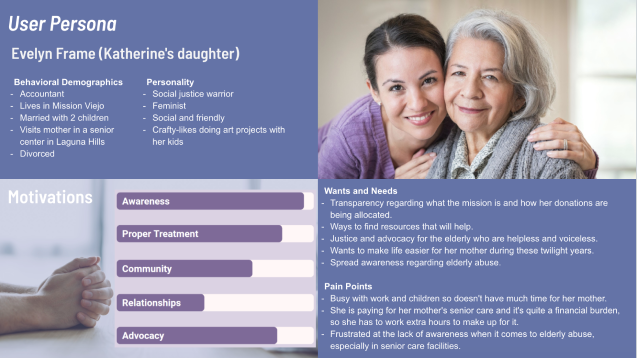 User Persona
Evelyn Frame (Katherine's daughter)
Behavioral Demographics
- Accountant
- Lives in Mission Viejo
- Married with 2 children
- Visits mother in a senior
center in Laguna Hills
- Divorced
Personality
- Social justice warrior
- Feminist
- Social and friendly
- Crafty-likes doing art projects with
her kids
Motivations
Awareness
Proper Treatment
Community
Relationships
Advocacy
Wants and Needs
- Transparency regarding what the mission is and how her donations are
being allocated.
- Ways to find resources that will help.
- Justice and advocacy for the elderly who are helpless and voiceless.
- Wants to make life easier for her mother during these twilight years.
- Spread awareness regarding elderly abuse.
Pain Points
- Busy with work and children so doesn't have much time for her mother.
- She is paying for her mother's senior care and it's quite a financial burden,
so she has to work extra hours to make up for it.
- Frustrated at the lack of awareness when it comes to elderly abuse,
especially in senior care facilities.